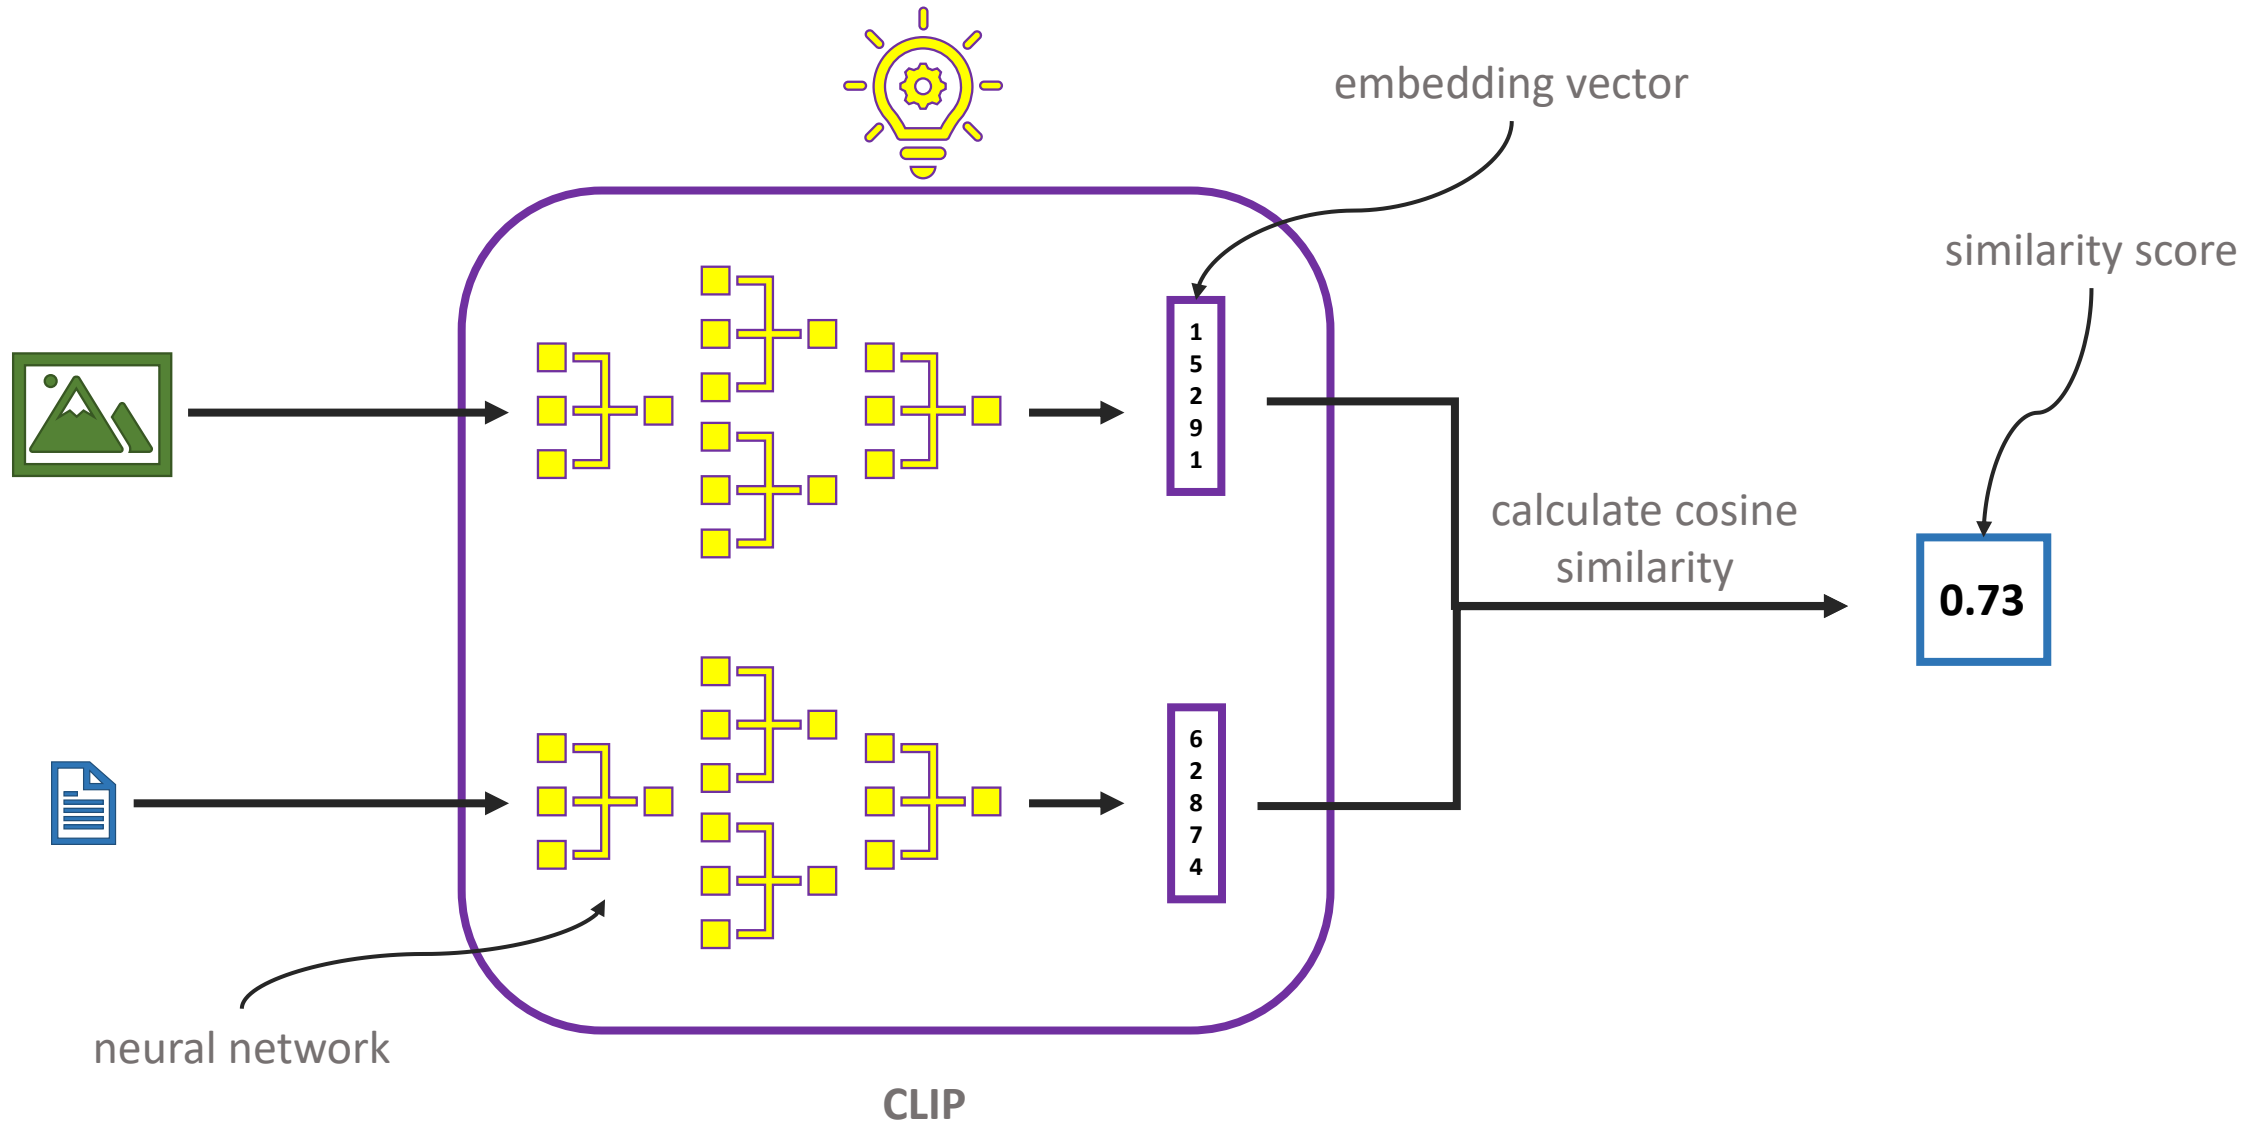 embedding vector
similarity score
1
5
2
9
1
calculate cosine
similarity
0.73
6
2
8
7
4
neural network
CLIP